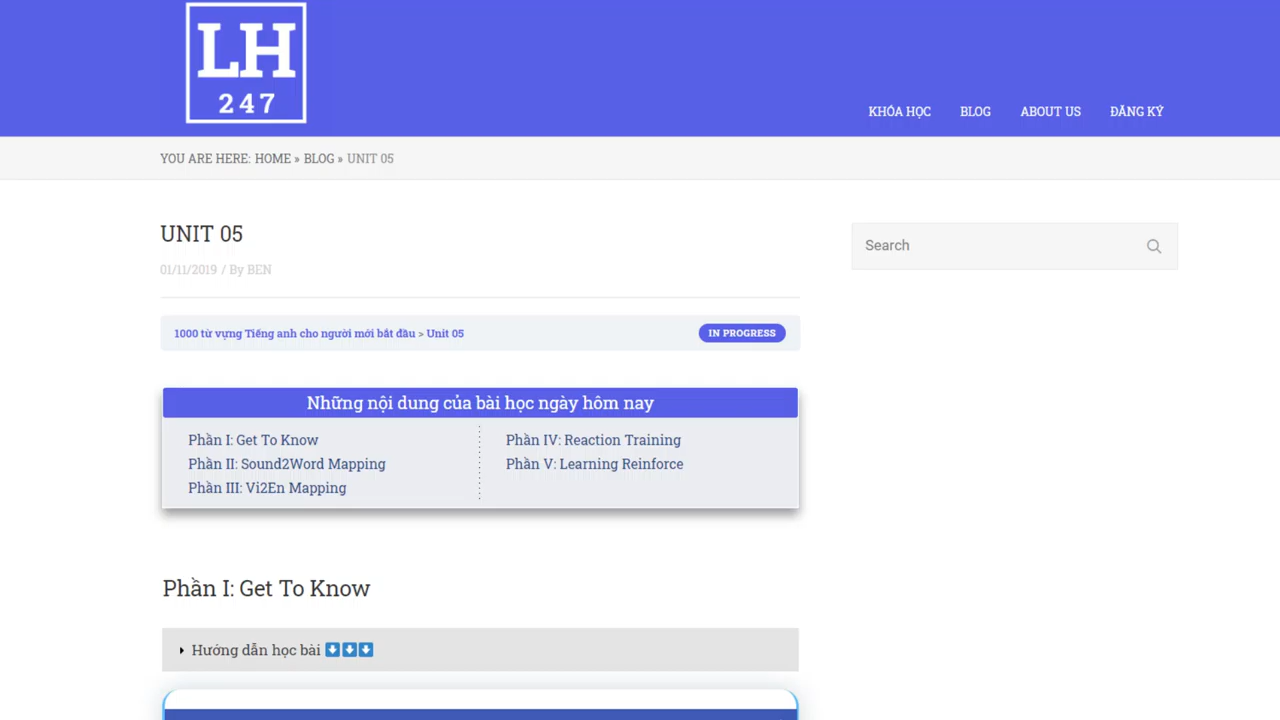 LH
247
KHÓA HỌC BLOG ABOUT US ĐĂNG KÝ
YOU ARE HERE: HOME » BLOG » UNIT 05
UNIT 05
01/11/2019 / By BEN
Search
1000 từ vựng Tiếng anh cho người mới bắt đầu > Unit 05
IN PROGRESS
Những nội dung của bài học ngày hôm nay
Phần I: Get To Know
Phần II: Sound2Word Mapping
Phần III: Vi2En Mapping
Phần IV: Reaction Training
Phần V: Learning Reinforce
Phần I: Get To Know
Hướng dẫn học bài ⬇⬇⬇